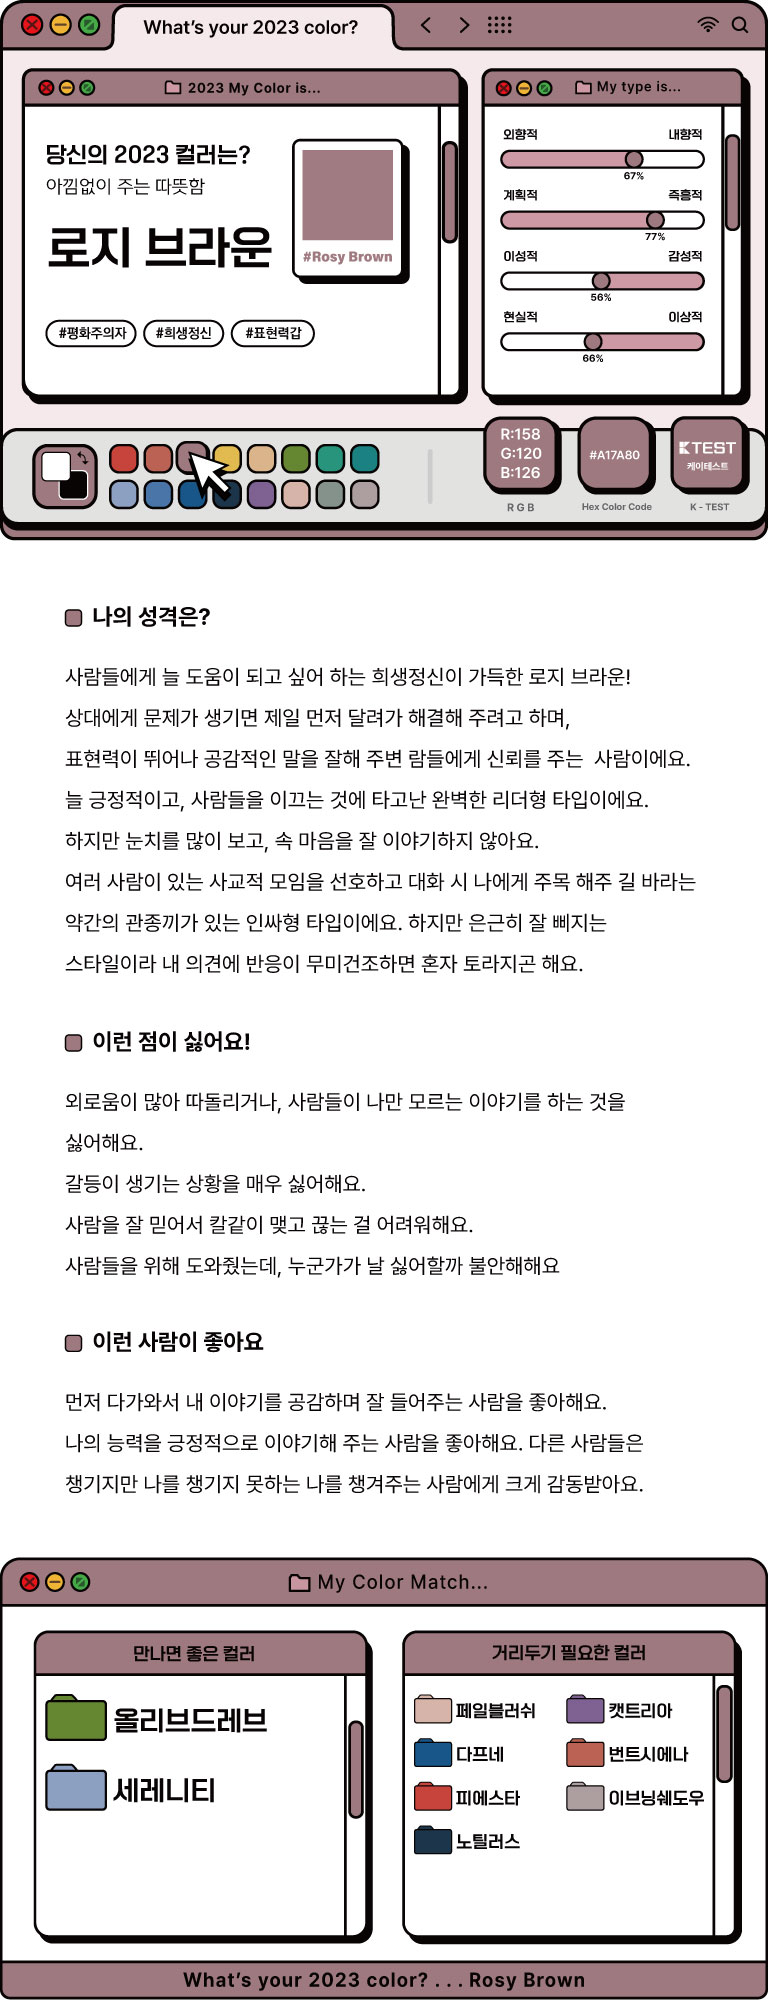 What's your 2023 color?
2023 My Color is...
당신의 2023 컬러는?
아낌없이 주는 따뜻함
로지 브라운
#Rosy Brown
#평화주의자 #희생정신 #표현력갑
My type is...
외향적 내향적
67%
계획적 즉흥적
77%
이성적 감성적
56%
현실적 이상적
66%
R:158
G:120
B:126
RGB
#A17A80
Hex Color Code
KTEST
케이테스트
K - TEST
나의 성격은?
사람들에게 늘 도움이 되고 싶어 하는 희생정신이 가득한 로지 브라운!
상대에게 문제가 생기면 제일 먼저 달려가 해결해 주려고 하며,
표현력이 뛰어나 공감적인 말을 잘해 주변 람들에게 신뢰를 주는 사람이에요.
늘 긍정적이고, 사람들을 이끄는 것에 타고난 완벽한 리더형 타입이에요.
하지만 눈치를 많이 보고, 속 마음을 잘 이야기하지 않아요.
여러 사람이 있는 사교적 모임을 선호하고 대화 시 나에게 주목 해주 길 바라는
약간의 관종끼가 있는 인싸형 타입이에요. 하지만 은근히 잘 삐지는
스타일이라 내 의견에 반응이 무미건조하면 혼자 토라지곤 해요.
이런 점이 싫어요!
외로움이 많아 따돌리거나, 사람들이 나만 모르는 이야기를 하는 것을
싫어해요.
갈등이 생기는 상황을 매우 싫어해요.
사람을 잘 믿어서 칼같이 맺고 끊는 걸 어려워해요.
사람들을 위해 도와줬는데, 누군가가 날 싫어할까 불안해해요
이런 사람이 좋아요
먼저 다가와서 내 이야기를 공감하며 잘 들어주는 사람을 좋아해요.
나의 능력을 긍정적으로 이야기해 주는 사람을 좋아해요. 다른 사람들은
챙기지만 나를 챙기지 못하는 나를 챙겨주는 사람에게 크게 감동받아요.
My Color Match...
만나면 좋은 컬러
올리브드레브
세레니티
거리두기 필요한 컬러
페일블러쉬 캣트리아
다프네 번트시에나
피에스타 이브닝쉐도우
노틸러스
What's your 2023 color? . . . Rosy Brown